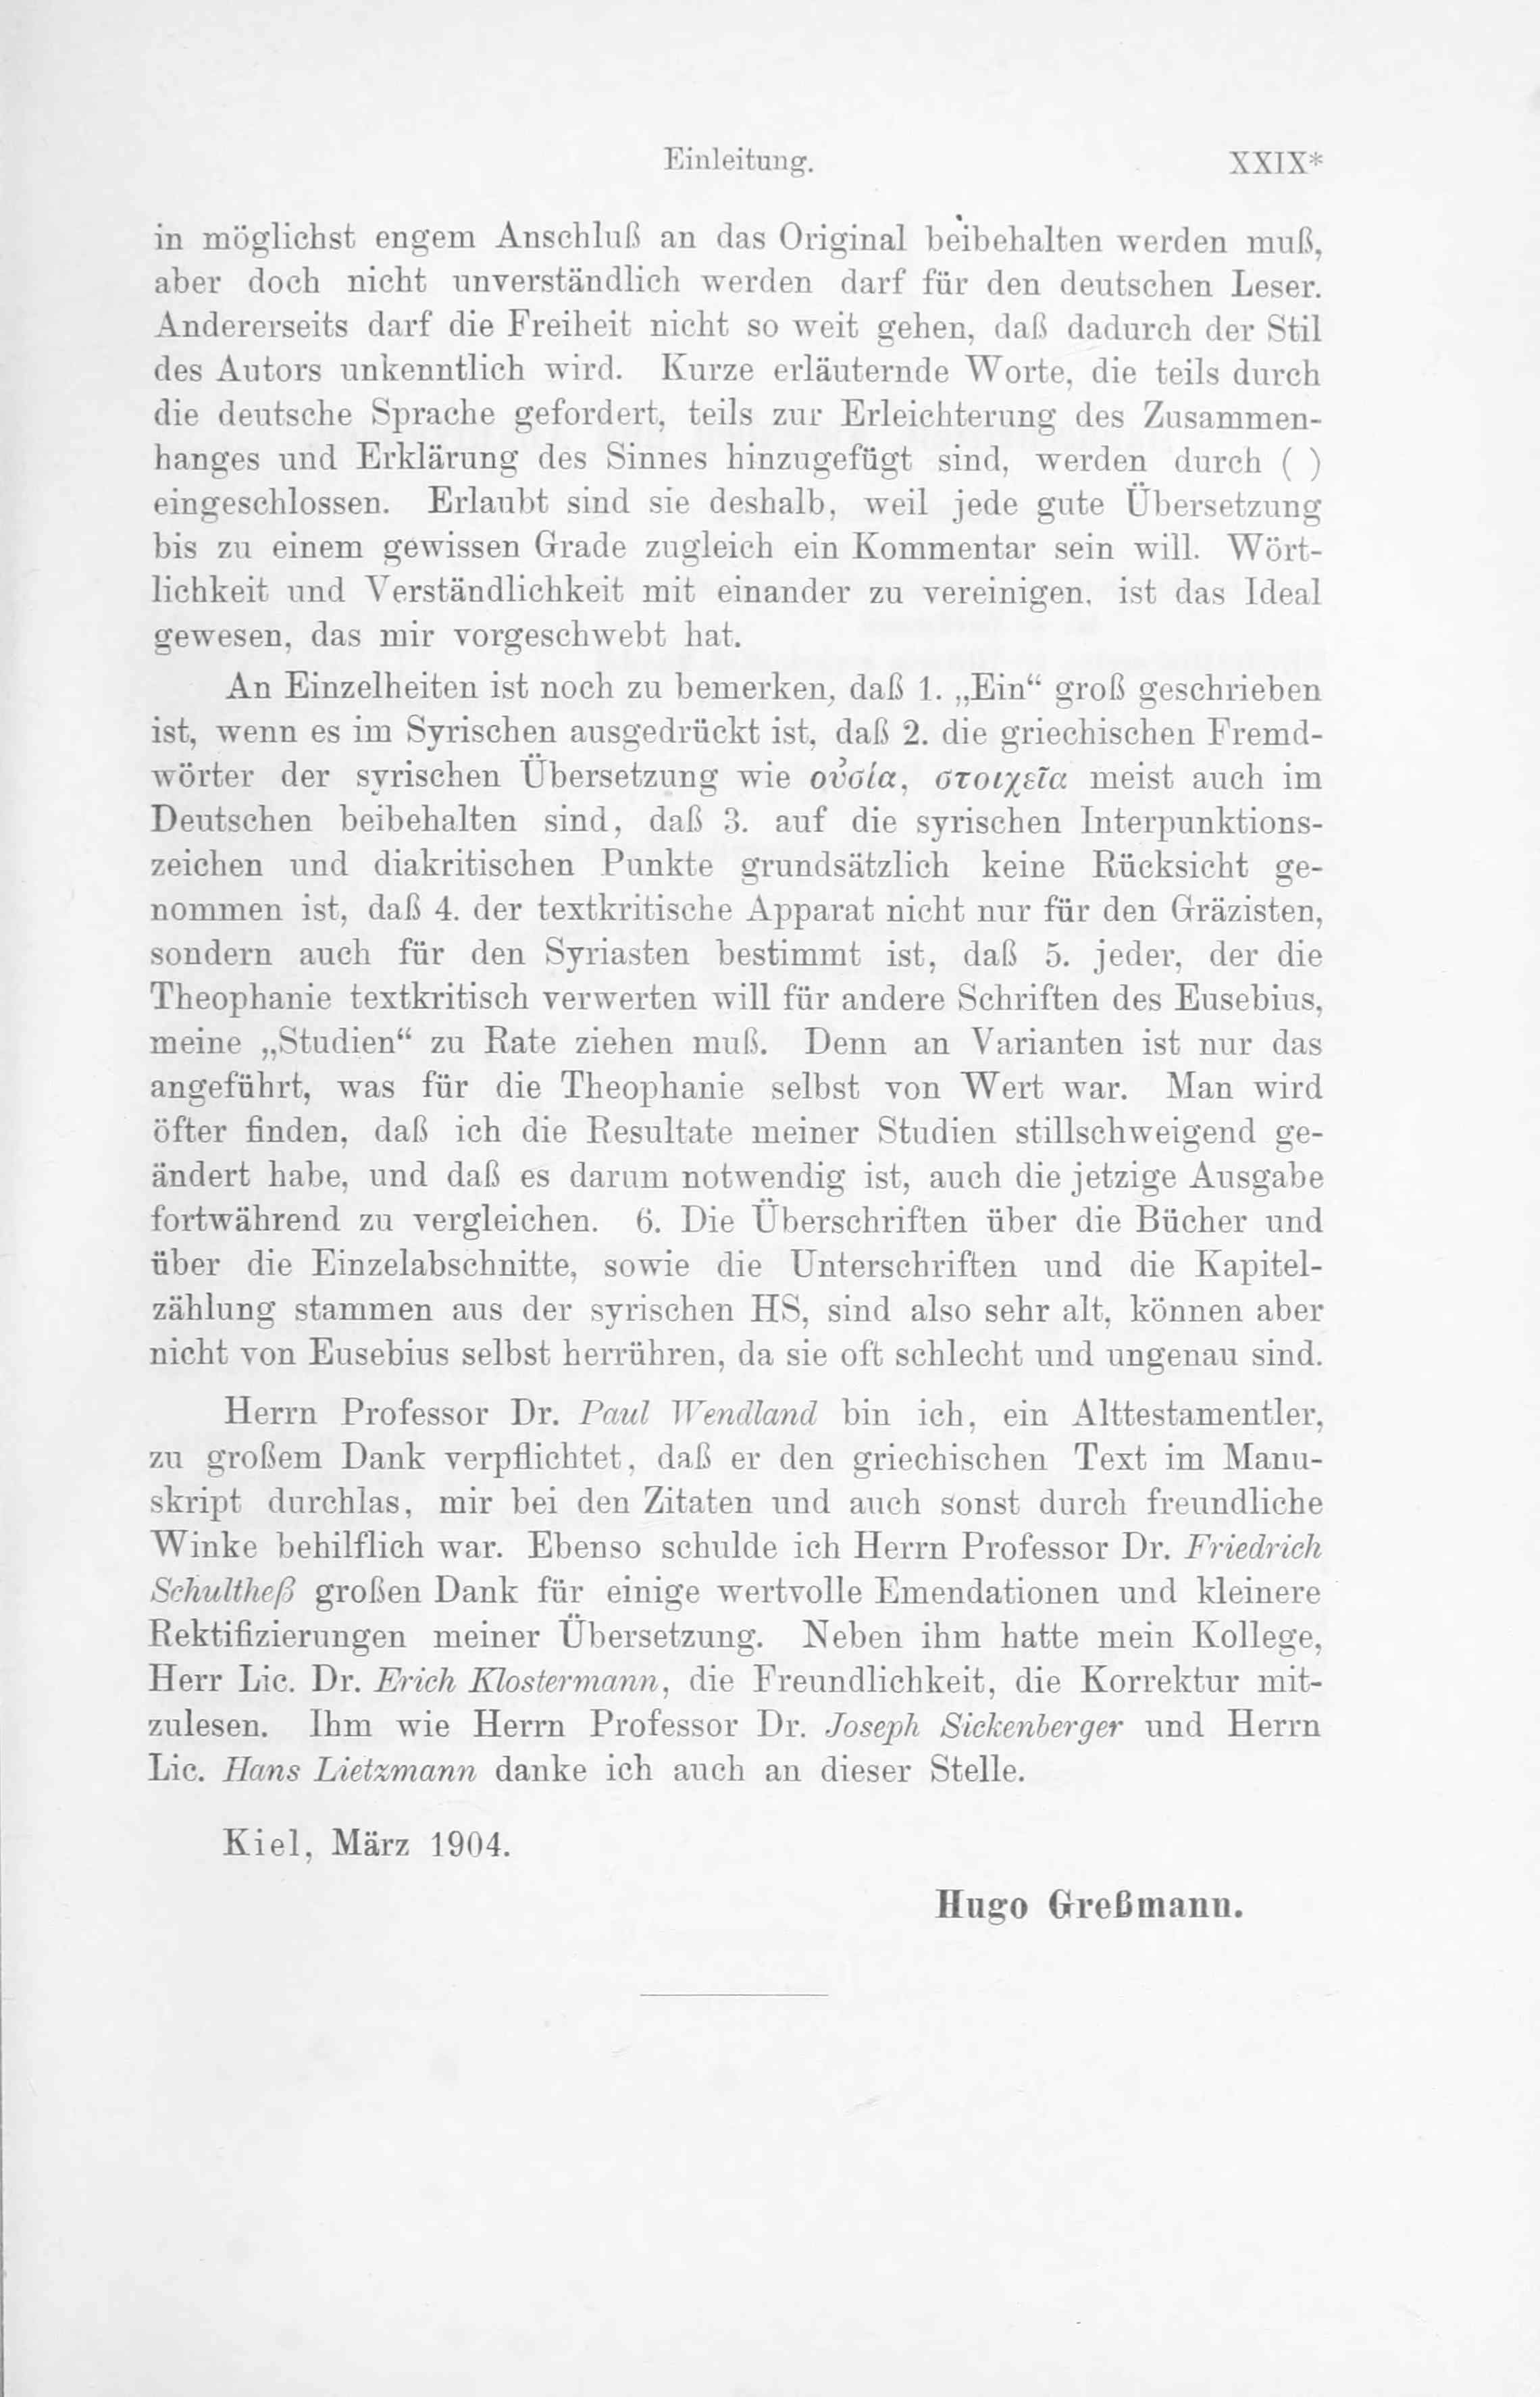 Einleitung. XXIX*
in möglichst engem Anschluß an das Original beibehalten werden muß,
aber doch nicht unverständlich werden darf für den deutschen Leser.
Andererseits darf die Freiheit nicht so weit gehen, daß dadurch der Stil
des Autors unkenntlich wird. Kurze erläuternde Worte, die teils durch
die deutsche Sprache gefordert, teils zur Erleichterung des Zusammen-
hanges und Erklärung des Sinnes hinzugefügt sind, werden durch ( )
eingeschlossen. Erlaubt sind sie deshalb, weil jede gute Übersetzung
bis zu einem gewissen Grade zugleich ein Kommentar sein will. Wört-
lichkeit und Verständlichkeit mit einander zu vereinigen, ist das Ideal
gewesen, das mir vorgeschwebt hat.
An Einzelheiten ist noch zu bemerken, daß 1. „Ein“ groß geschrieben
ist, wenn es im Syrischen ausgedrückt ist, daß 2. die griechischen Fremd-
wörter der syrischen Übersetzung wie οὐσία, στοιχεῖα meist auch im
Deutschen beibehalten sind, daß 3. auf die syrischen Interpunktions-
zeichen und diakritischen Punkte grundsätzlich keine Rücksicht ge-
nommen ist, daß 4. der textkritische Apparat nicht nur für den Gräzisten,
sondern auch für den Syriasten bestimmt ist, daß 5. jeder, der die
Theophanie textkritisch verwerten will für andere Schriften des Eusebius,
meine „Studien“ zu Rate ziehen muß. Denn an Varianten ist nur das
angeführt, was für die Theophanie selbst von Wert war. Man wird
öfter finden, daß ich die Resultate meiner Studien stillschweigend ge-
ändert habe, und daß es darum notwendig ist, auch die jetzige Ausgabe
fortwährend zu vergleichen. 6. Die Überschriften über die Bücher und
über die Einzelabschnitte, sowie die Unterschriften und die Kapitel-
zählung stammen aus der syrischen HS, sind also sehr alt, können aber
nicht von Eusebius selbst herrühren, da sie oft schlecht und ungenau sind.
Herrn Professor Dr. Paul Wendland bin ich, ein Alttestamentler,
zu großem Dank verpflichtet, daß er den griechischen Text im Manu-
skript durchlas, mir bei den Zitaten und auch sonst durch freundliche
Winke behilflich war. Ebenso schulde ich Herrn Professor Dr. Friedrich
Schultheß großen Dank für einige wertvolle Emendationen und kleinere
Rektifizierungen meiner Übersetzung. Neben ihm hatte mein Kollege,
Herr Lic. Dr. Erich Klostermann, die Freundlichkeit, die Korrektur mit-
zulesen. Ihm wie Herrn Professor Dr. Joseph Sickenberger und Herrn
Lic. Hans Lietzmann danke ich auch an dieser Stelle.
Kiel, März 1904.
Hugo Greßmann.